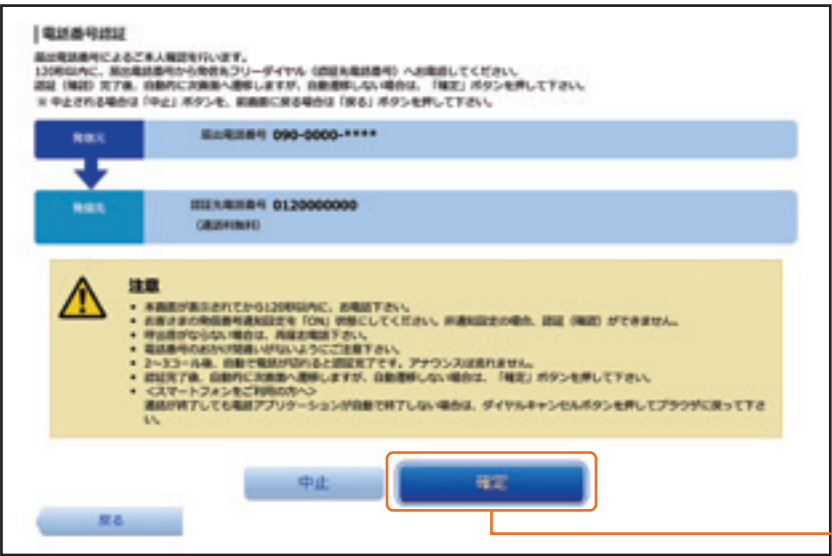 電話番号認証
届出電話番号によるご本人確認を行います。
120秒以内に、届出電話番号から発信先フリーダイヤル（認証先電話番号）へお電話してください。
認証（確認）完了後、自動的に次画面へ遷移しますが、自動遷移しない場合は、「確定」ボタンを押して下さい。
※ 中止される場合は「中止」ボタンを、前画面に戻る場合は「戻る」ボタンを押して下さい。
発信元 届出電話番号 090-0000-****
発信先 認証先電話番号 0120000000
（通話料無料）
注意
• 本画面が表示されてから120秒以内に、お電話下さい。
• お客さまの発信番号通知設定を「ON」状態にしてください。非通知設定の場合、認証（確認）ができません。
• 呼出音がならない場合は、再度お電話下さい。
• 電話番号のおかけ間違いがないようにご注意下さい。
• 2~3コール後、自動で電話が切れると認証完了です。アナウンスは流れません。
• 認証完了後、自動的に次画面へ遷移しますが、自動遷移しない場合は、「確定」ボタンを押して下さい。
• <スマートフォンをご利用の方へ>
通話が終了しても電話アプリケーションが自動で終了しない場合は、ダイヤルキャンセルボタンを押してブラウザに戻って下さ
い。
中止 確定
戻る